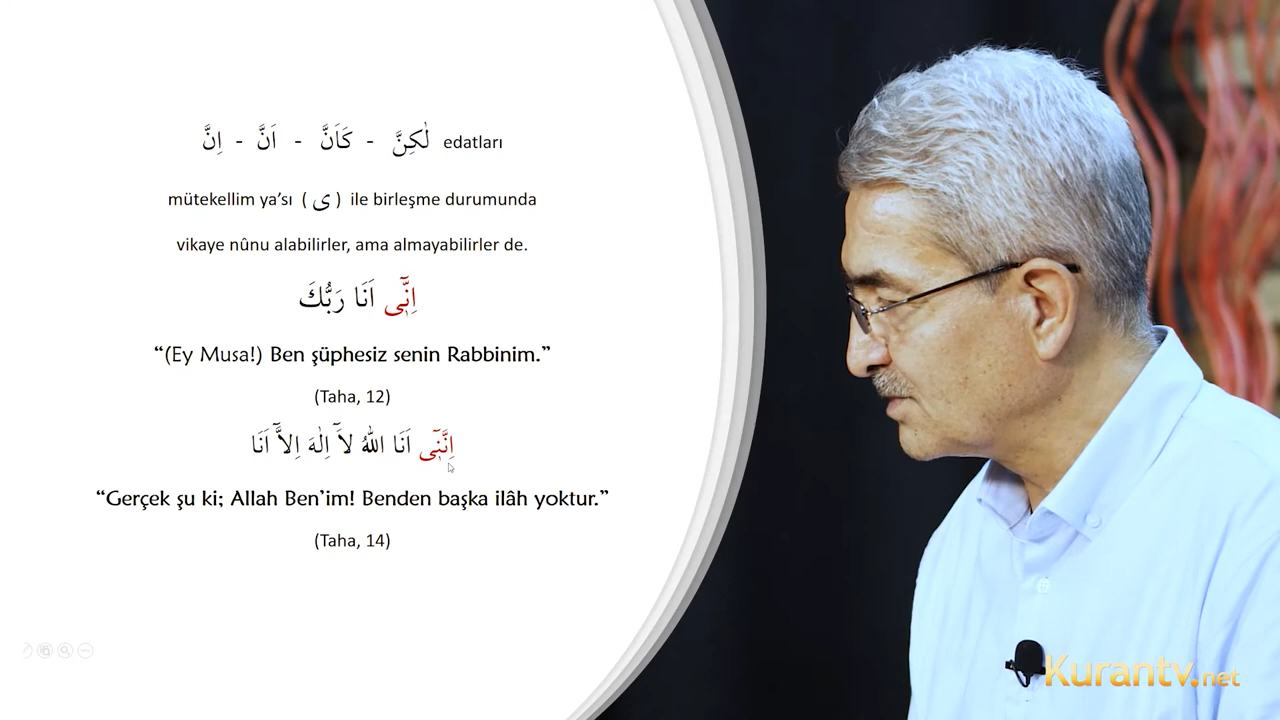 اِنَّ - اَنَّ - كَاَنَّ - لٰكِنَّ edatları
mütekellim ya’sı ( ى ) ile birleşme durumunda
vikaye nûnu alabilirler, ama almayabilirler de.
اِنّ۪ٓى اَنَا رَبُّكَ
“(Ey Musa!) Ben şüphesiz senin Rabbinim.”
(Taha, 12)
اِنَّن۪ٓى اَنَا اللّٰهُ لَٓا اِلٰهَ اِلَّٓا اَنَا
“Gerçek şu ki; Allah Ben’im! Benden başka ilâh yoktur.”
(Taha, 14)
Kurantv.net